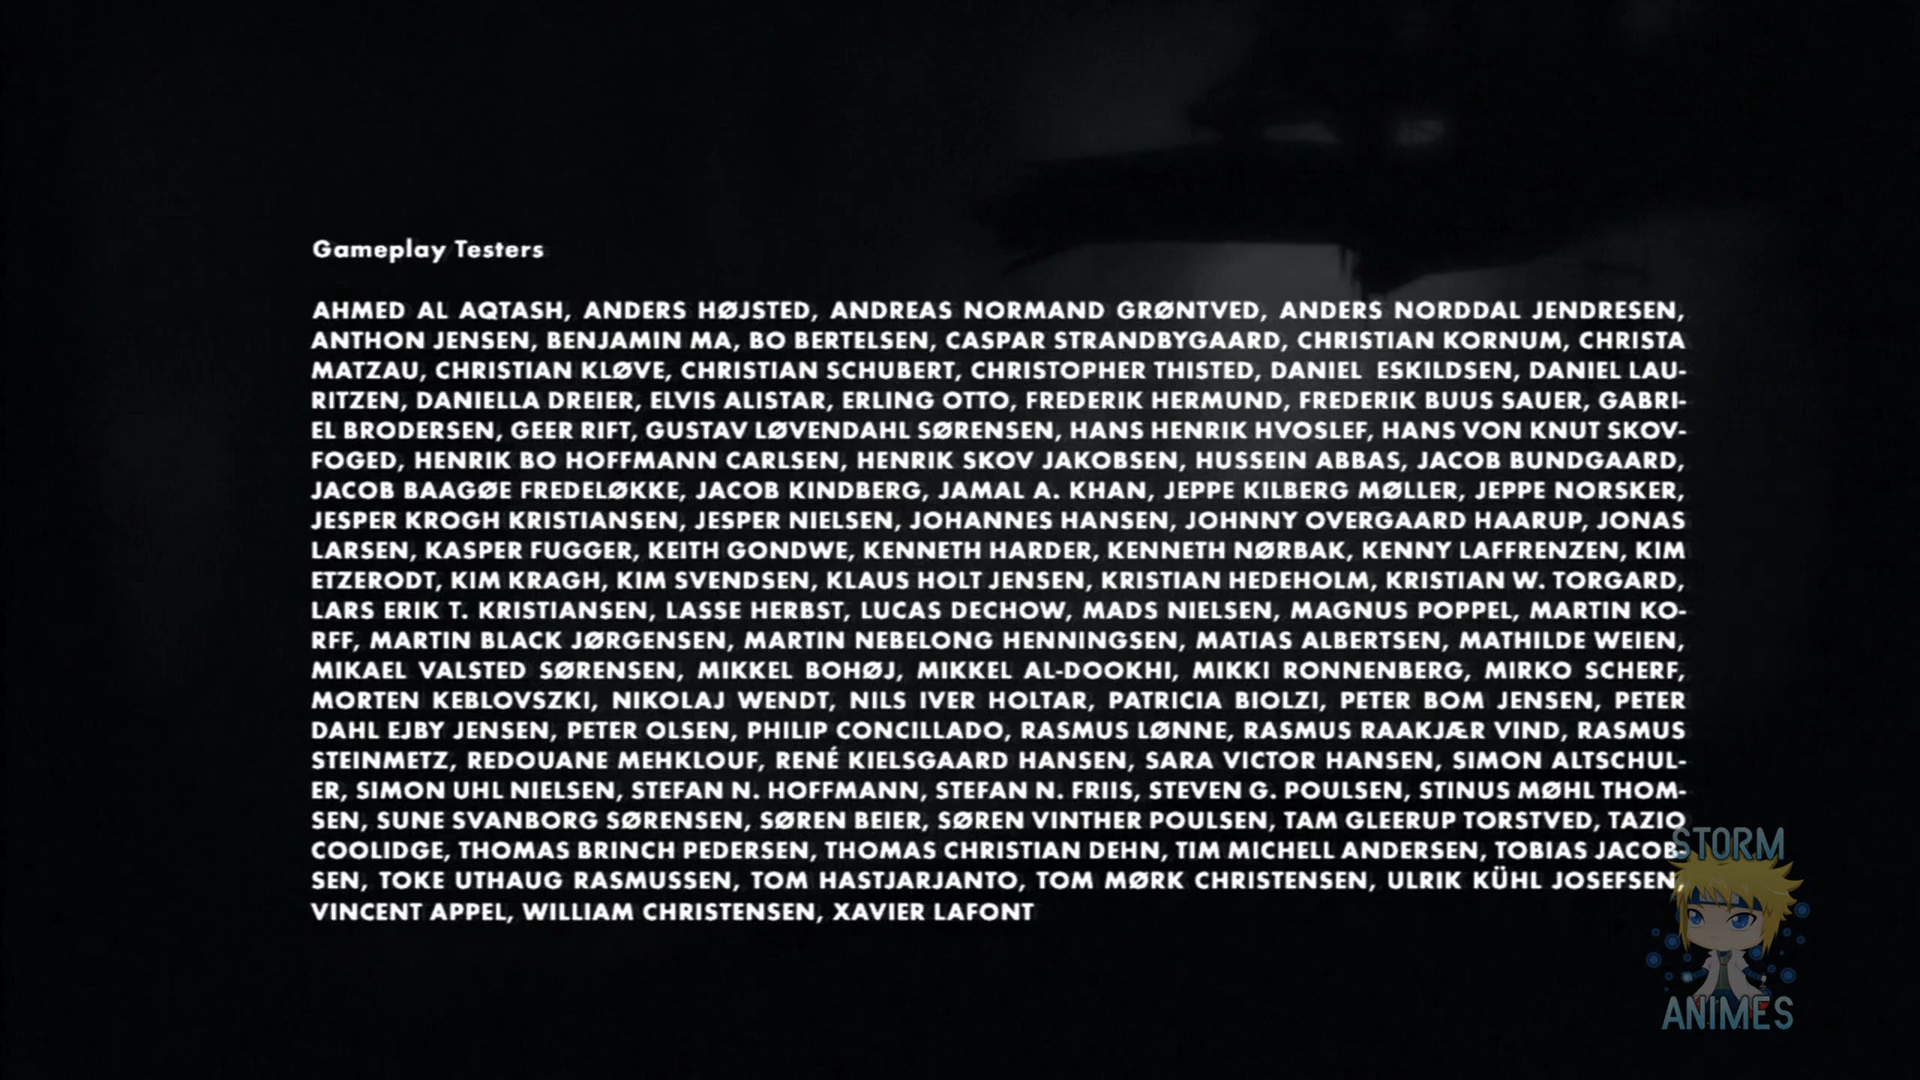 Gameplay Testers
AHMED AL AQTASH, ANDERS HØJSTED, ANDREAS NORMAND GRØNTVED, ANDERS NORDDAL JENDRESEN,
ANTHON JENSEN, BENJAMIN MA, BO BERTELSEN, CASPAR STRANDBYGAARD, CHRISTIAN KORNUM, CHRISTA
MATZAU, CHRISTIAN KLØVE, CHRISTIAN SCHUBERT, CHRISTOPHER THISTED, DANIEL ESKILDSEN, DANIEL LAU-
RITZEN, DANIELLA DREIER, ELVIS ALISTAR, ERLING OTTO, FREDERIK HERMUND, FREDERIK BUUS SAUER, GABRI-
EL BRODERSEN, GEER RIFT, GUSTAV LØVENDAHL SØRENSEN, HANS HENRIK HVOSLEF, HANS VON KNUT SKOV-
FOGED, HENRIK BO HOFFMANN CARLSEN, HENRIK SKOV JAKOBSEN, HUSSEIN ABBAS, JACOB BUNDGAARD,
JACOB BAAGØE FREDELØKKE, JACOB KINDBERG, JAMAL A. KHAN, JEPPE KILBERG MØLLER, JEPPE NORSKER,
JESPER KROGH KRISTIANSEN, JESPER NIELSEN, JOHANNES HANSEN, JOHNNY OVERGAARD HAARUP, JONAS
LARSEN, KASPER FUGGER, KEITH GONDWE, KENNETH HARDER, KENNETH NØRBAK, KENNY LAFFRENZEN, KIM
ETZERODT, KIM KRAGH, KIM SVENDSEN, KLAUS HOLT JENSEN, KRISTIAN HEDEHOLM, KRISTIAN W. TORGARD,
LARS ERIK T. KRISTIANSEN, LASSE HERBST, LUCAS DECHOW, MADS NIELSEN, MAGNUS POPPEL, MARTIN KO-
RFF, MARTIN BLACK JØRGENSEN, MARTIN NEBELONG HENNINGSEN, MATIAS ALBERTSEN, MATHILDE WEIEN,
MIKAEL VALSTED SØRENSEN, MIKKEL BOHØJ, MIKKEL AL-DOOKHI, MIKKI RONNENBERG, MIRKO SCHERF,
MORTEN KEBLOVSZKI, NIKOLAJ WENDT, NILS IVER HOLTAR, PATRICIA BIOLZI, PETER BOM JENSEN, PETER
DAHL EJBY JENSEN, PETER OLSEN, PHILIP CONCILLADO, RASMUS LØNNE, RASMUS RAAKJÆR VIND, RASMUS
STEINMETZ, REDOUANE MEHKLOUF, RENÉ KIELSGAARD HANSEN, SARA VICTOR HANSEN, SIMON ALTSCHUL-
ER, SIMON UHL NIELSEN, STEFAN N. HOFFMANN, STEFAN N. FRIIS, STEVEN G. POULSEN, STINUS MØHL THOM-
SEN, SUNE SVANBORG SØRENSEN, SØREN BEIER, SØREN VINTHER POULSEN, TAM GLEERUP TORSTVED, TAZIO
COOLIDGE, THOMAS BRINCH PEDERSEN, THOMAS CHRISTIAN DEHN, TIM MICHELL ANDERSEN, TOBIAS JACOB-
SEN, TOKE UTHAUG RASMUSSEN, TOM HASTJARJANTO, TOM MØRK CHRISTENSEN, ULRIK KÜHL JOSEFSEN,
VINCENT APPEL, WILLIAM CHRISTENSEN, XAVIER LAFONT
STORM
ANIMES